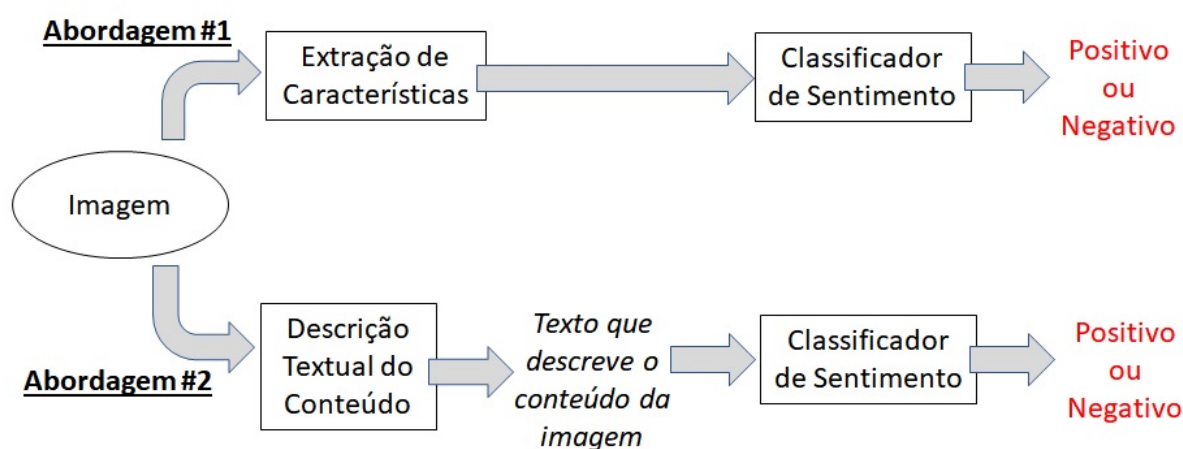 Abordagem #1
Extração de
Características
Classificador
de Sentimento
Positivo
ou
Negativo
Imagem
Abordagem #2
Descrição
Textual do
Conteúdo
Texto que
descreve o
conteúdo da
imagem
Classificador
de Sentimento
Positivo
ou
Negativo